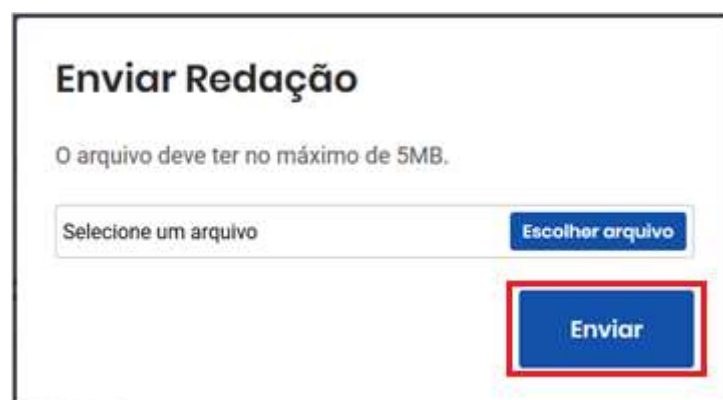 Enviar Redação
O arquivo deve ter no máximo de 5MB.
Selecione um arquivo
Escolher arquivo
Enviar